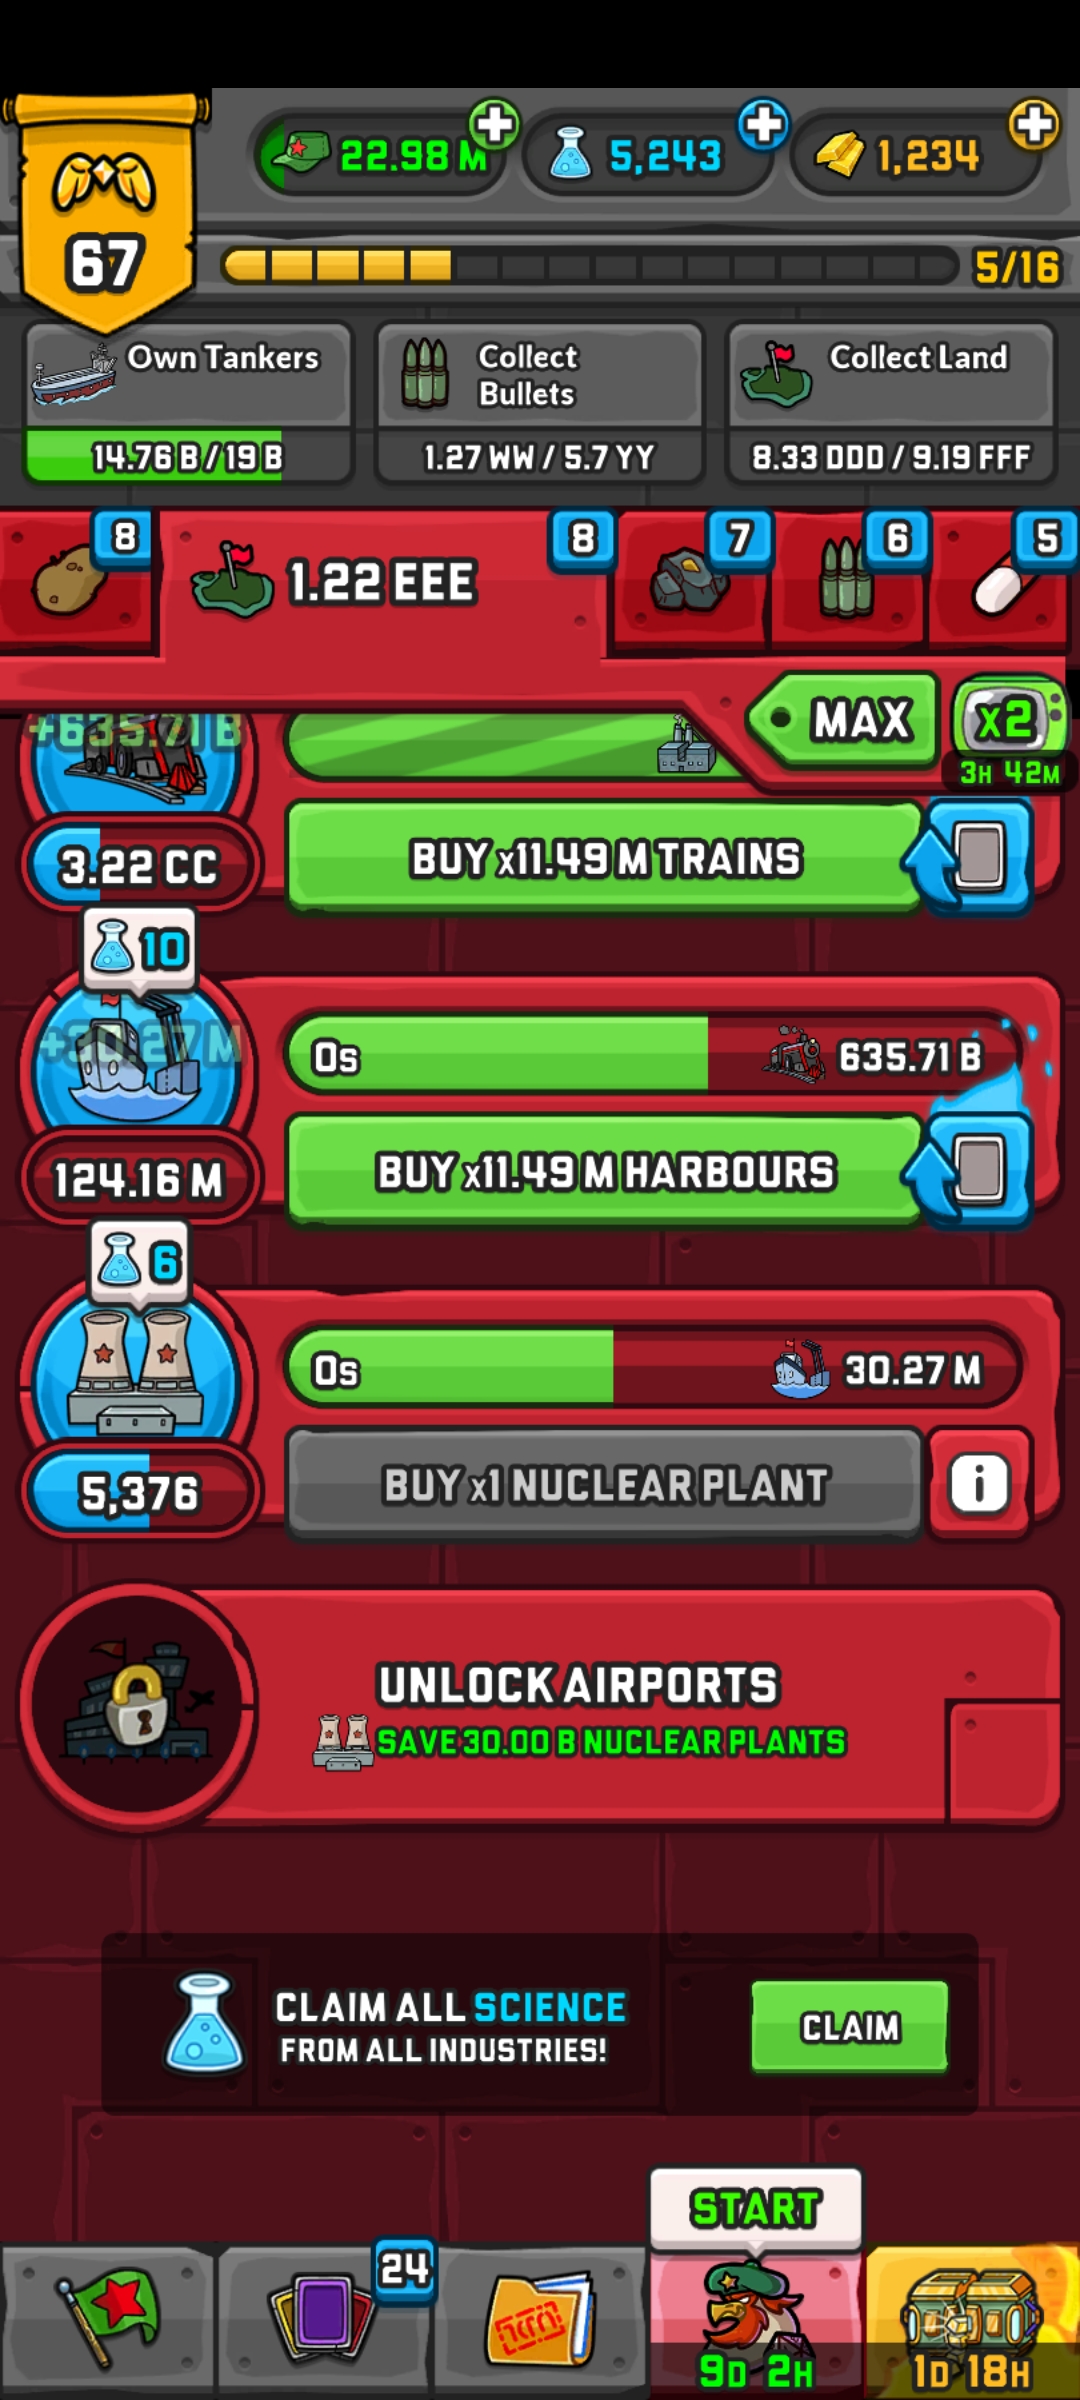 67
22.98 M
5,243
1,234
5/16
Own Tankers
14.76 B / 19 B
Collect
Bullets
1.27 WW / 5.7 YY
Collect Land
8.33 DDD / 9.19 FFF
8
1.22 EEE
8
7
6
5
MAX
x2
3H 42M
+635.71 B
3.22 CC
BUY x11.49 M TRAINS
10
+30.27 M
0s
635.71 B
124.16 M
BUY x11.49 M HARBOURS
6
0s
30.27 M
5,376
BUY x1 NUCLEAR PLANT
i
UNLOCK AIRPORTS
SAVE 30.00 B NUCLEAR PLANTS
CLAIM ALL SCIENCE
FROM ALL INDUSTRIES!
CLAIM
START
24
9D 2H
1D 18H